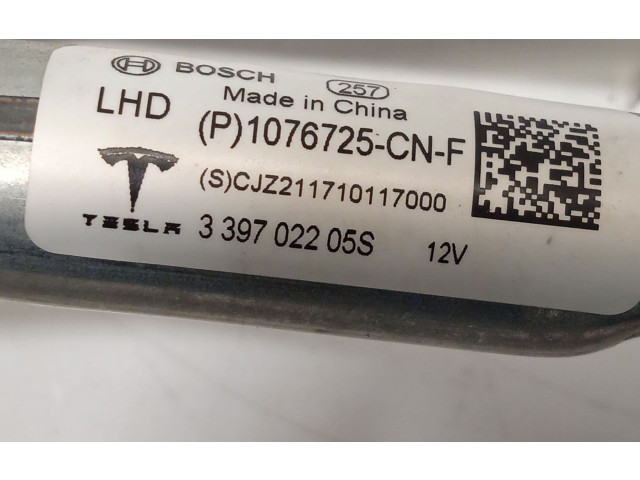 BOSCH 257
Made in China
LHD (P)1076725-CN-F
(S)CJZ211710117000
TESLA 3 397 022 05S 12V